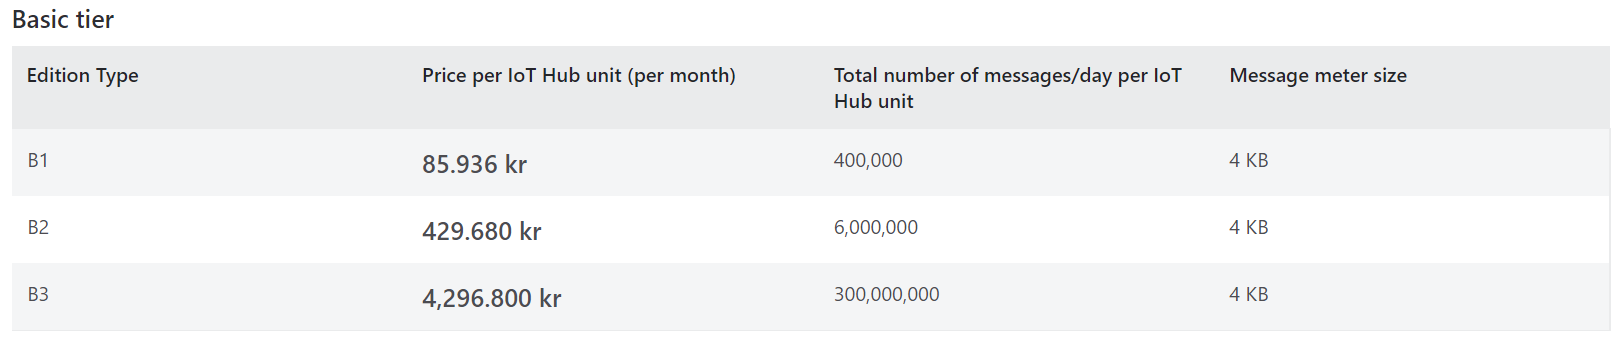 Basic tier
Edition Type
Price per IoT Hub unit (per month)
Total number of messages/day per IoT
Hub unit
Message meter size
B1
85.936 kr
400,000
4 KB
B2
429.680 kr
6,000,000
4 KB
B3
4,296.800 kr
300,000,000
4 KB